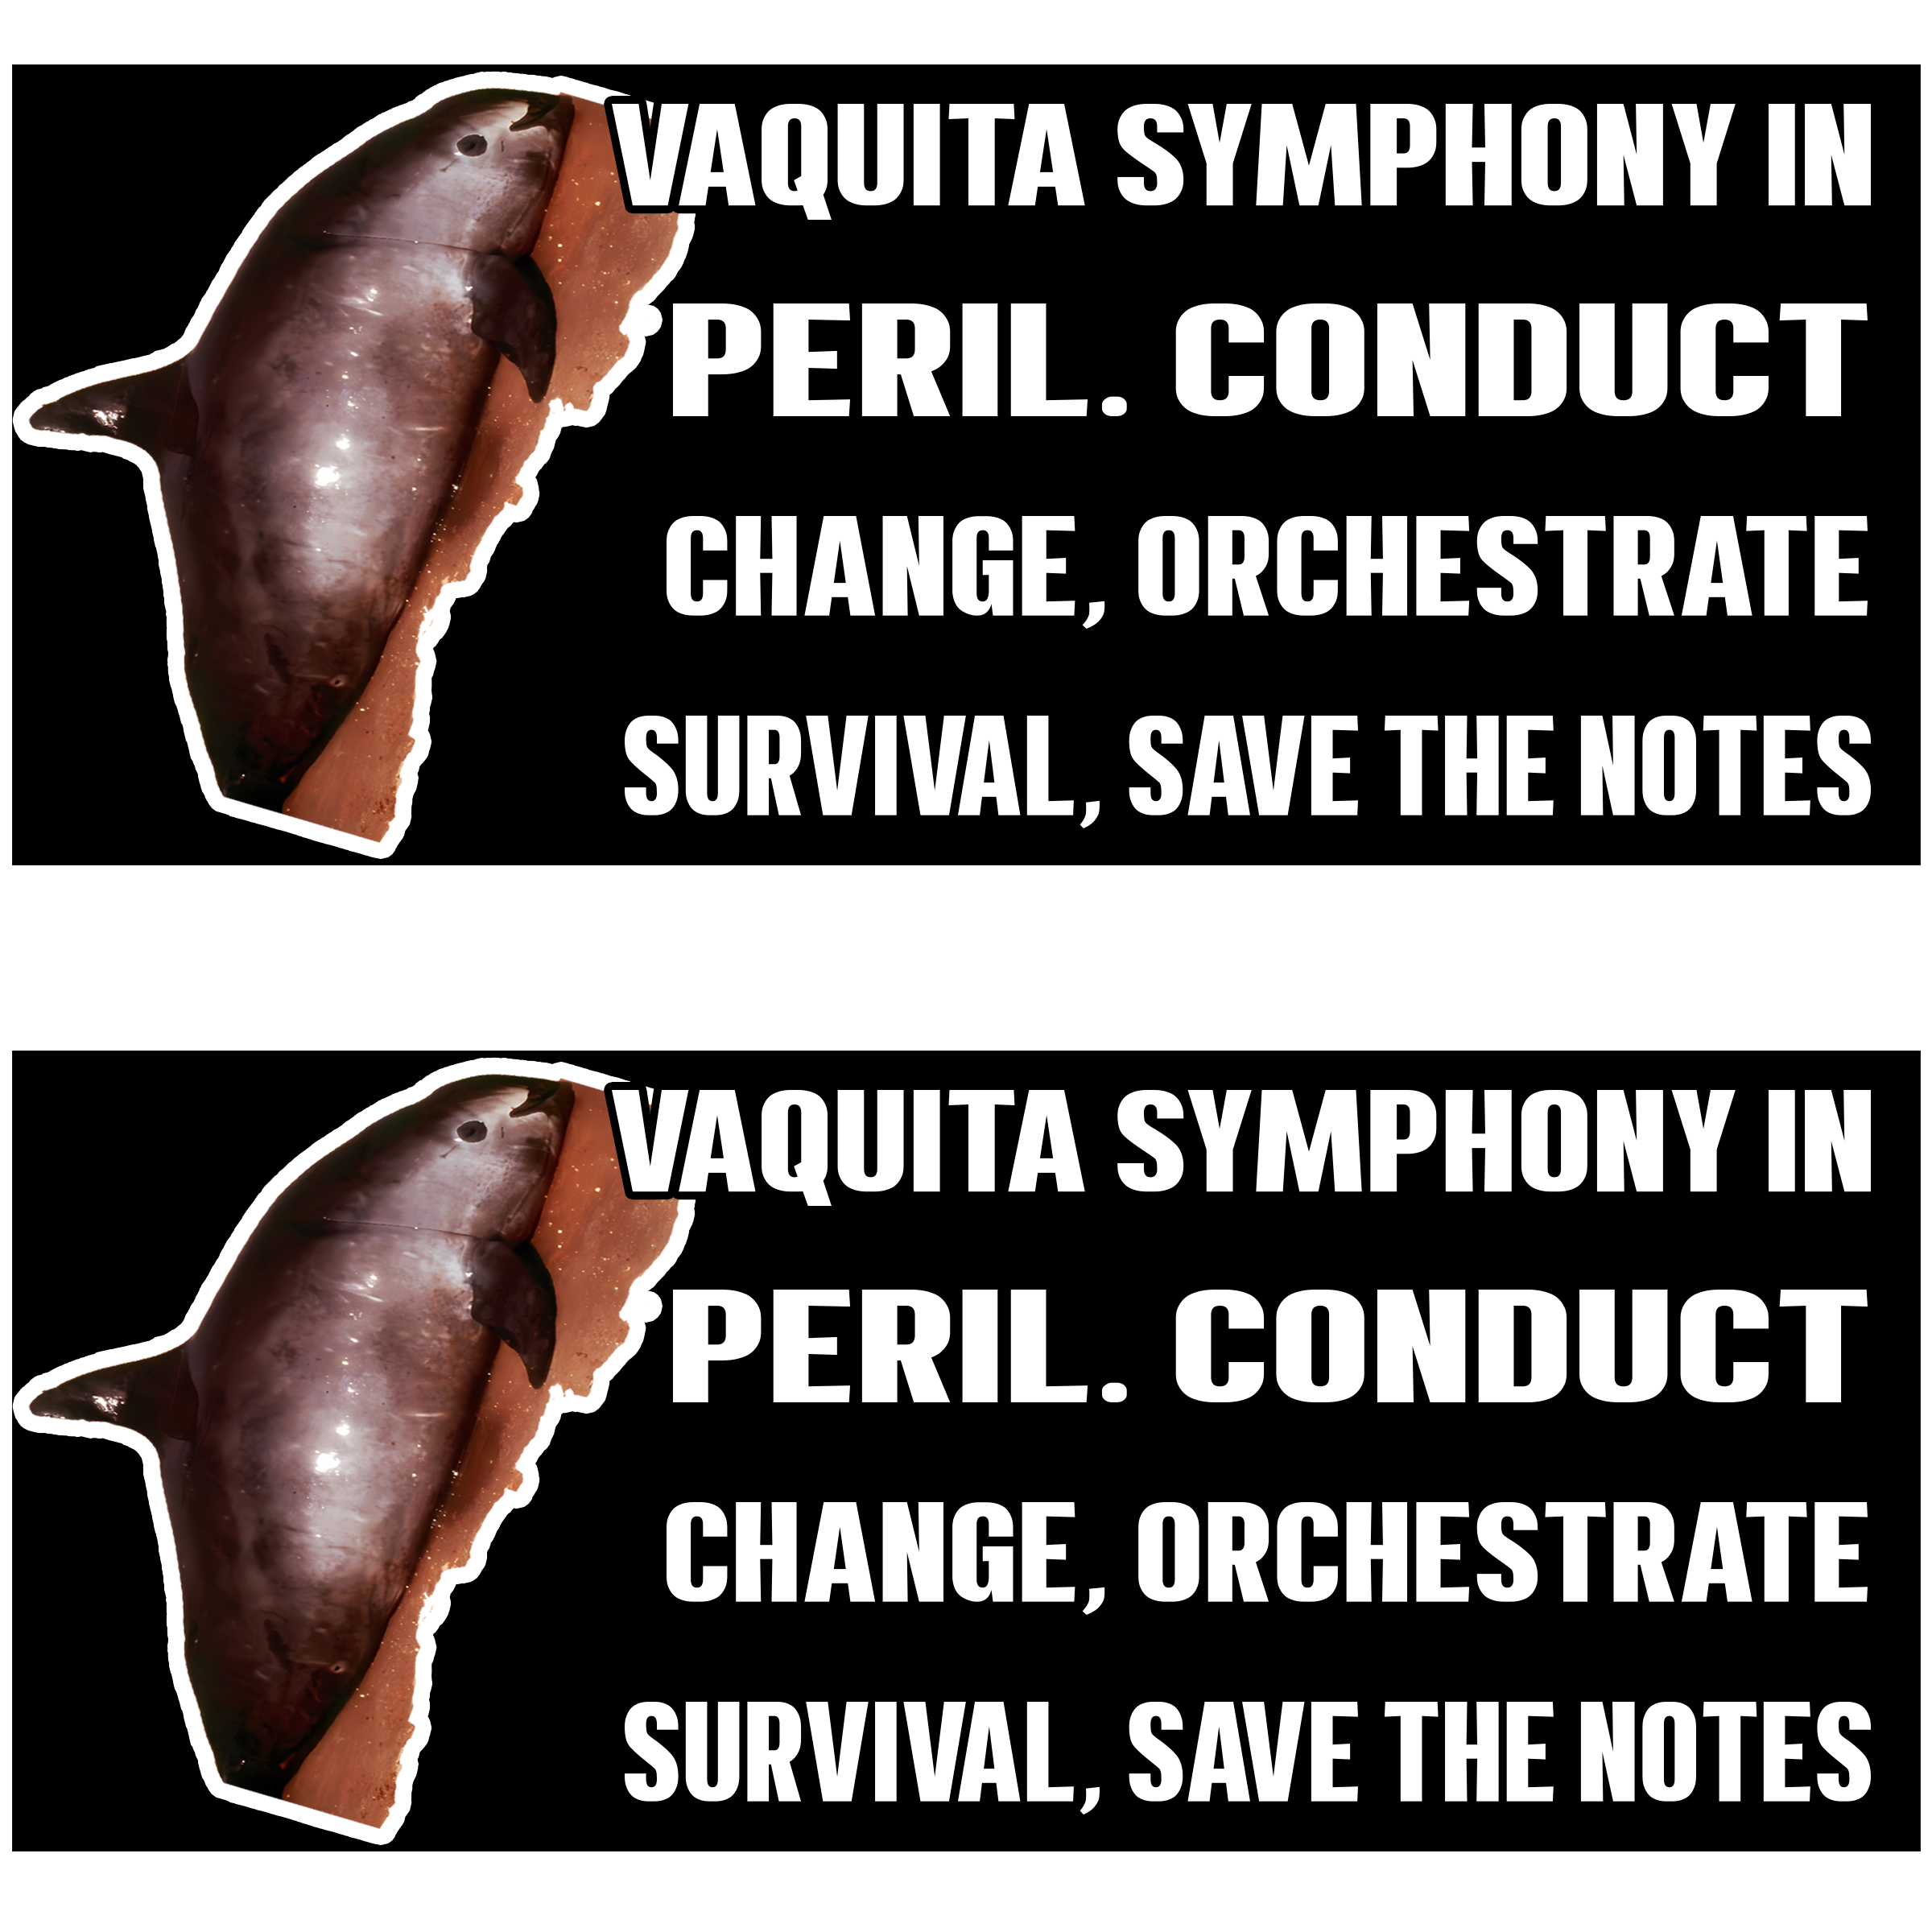 VAQUITA SYMPHONY IN
PERIL. CONDUCT
CHANGE, ORCHESTRATE
SURVIVAL, SAVE THE NOTES
VAQUITA SYMPHONY IN
PERIL. CONDUCT
CHANGE, ORCHESTRATE
SURVIVAL, SAVE THE NOTES